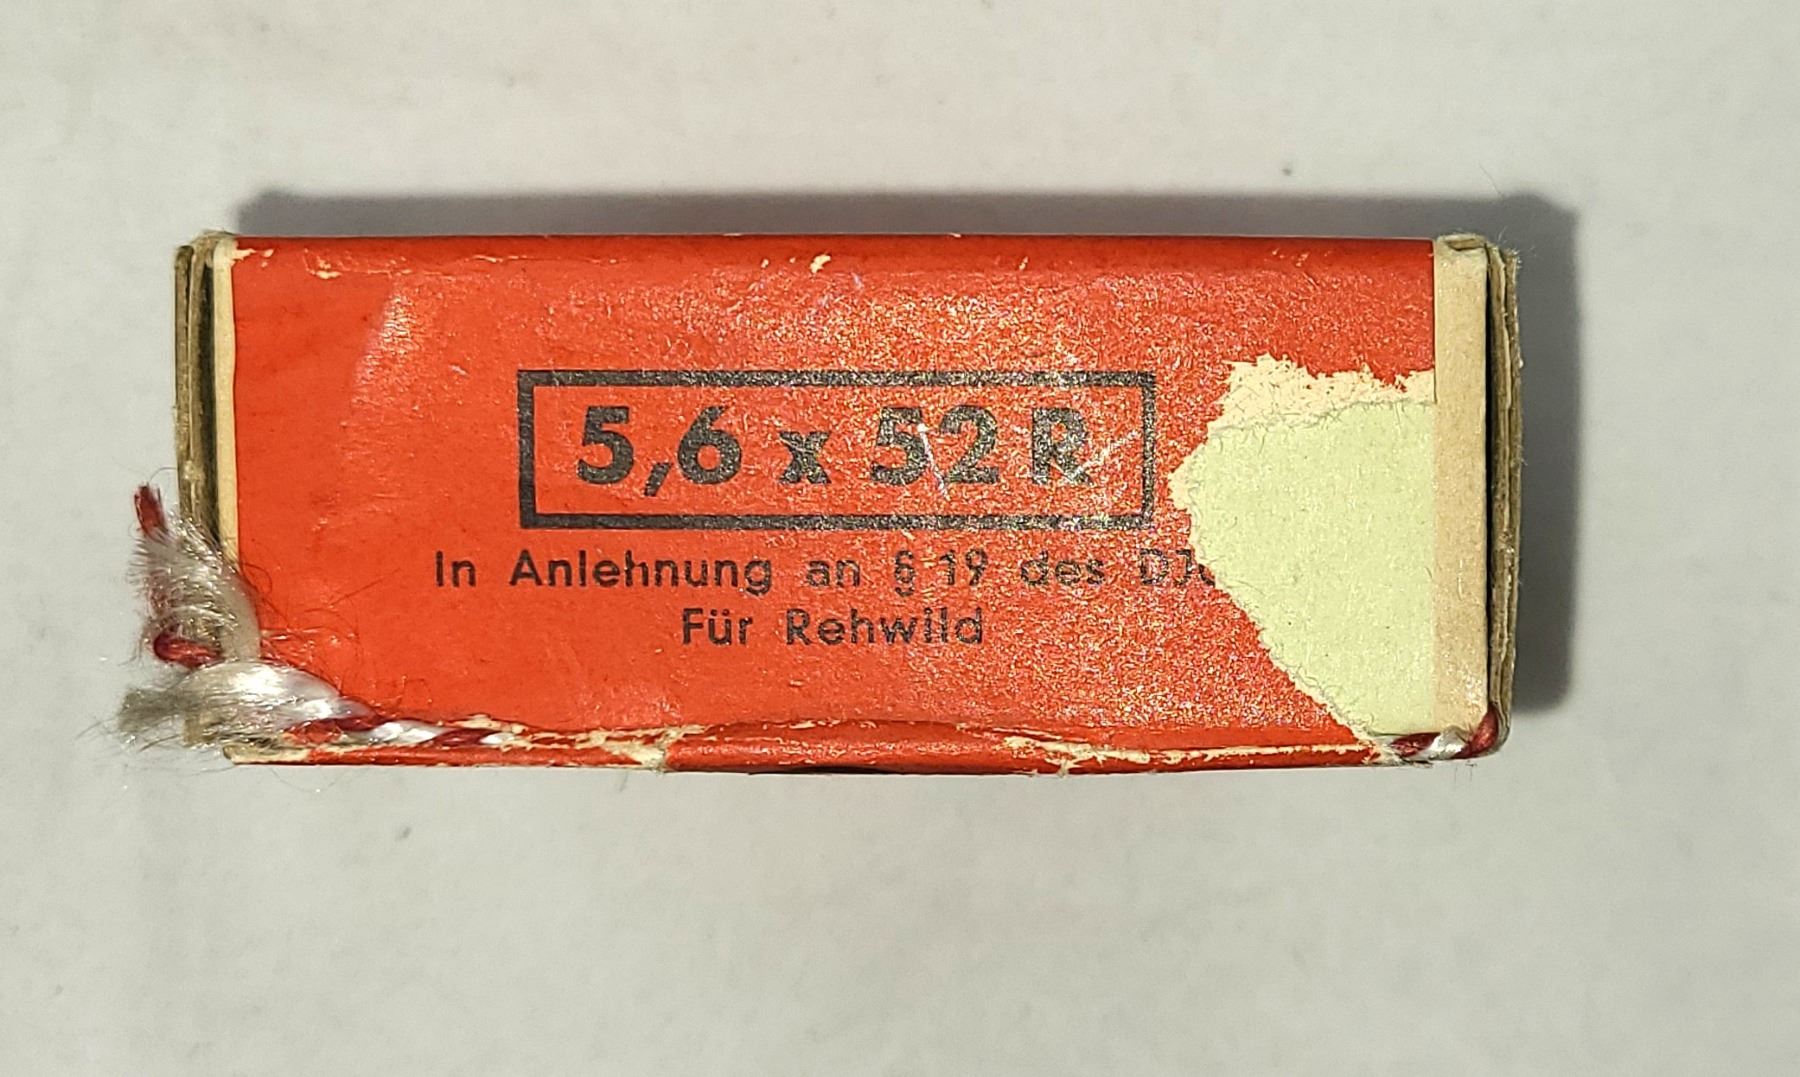 5,6 x 52 R
In Anlehnung an § 19 des
Für Rehwild